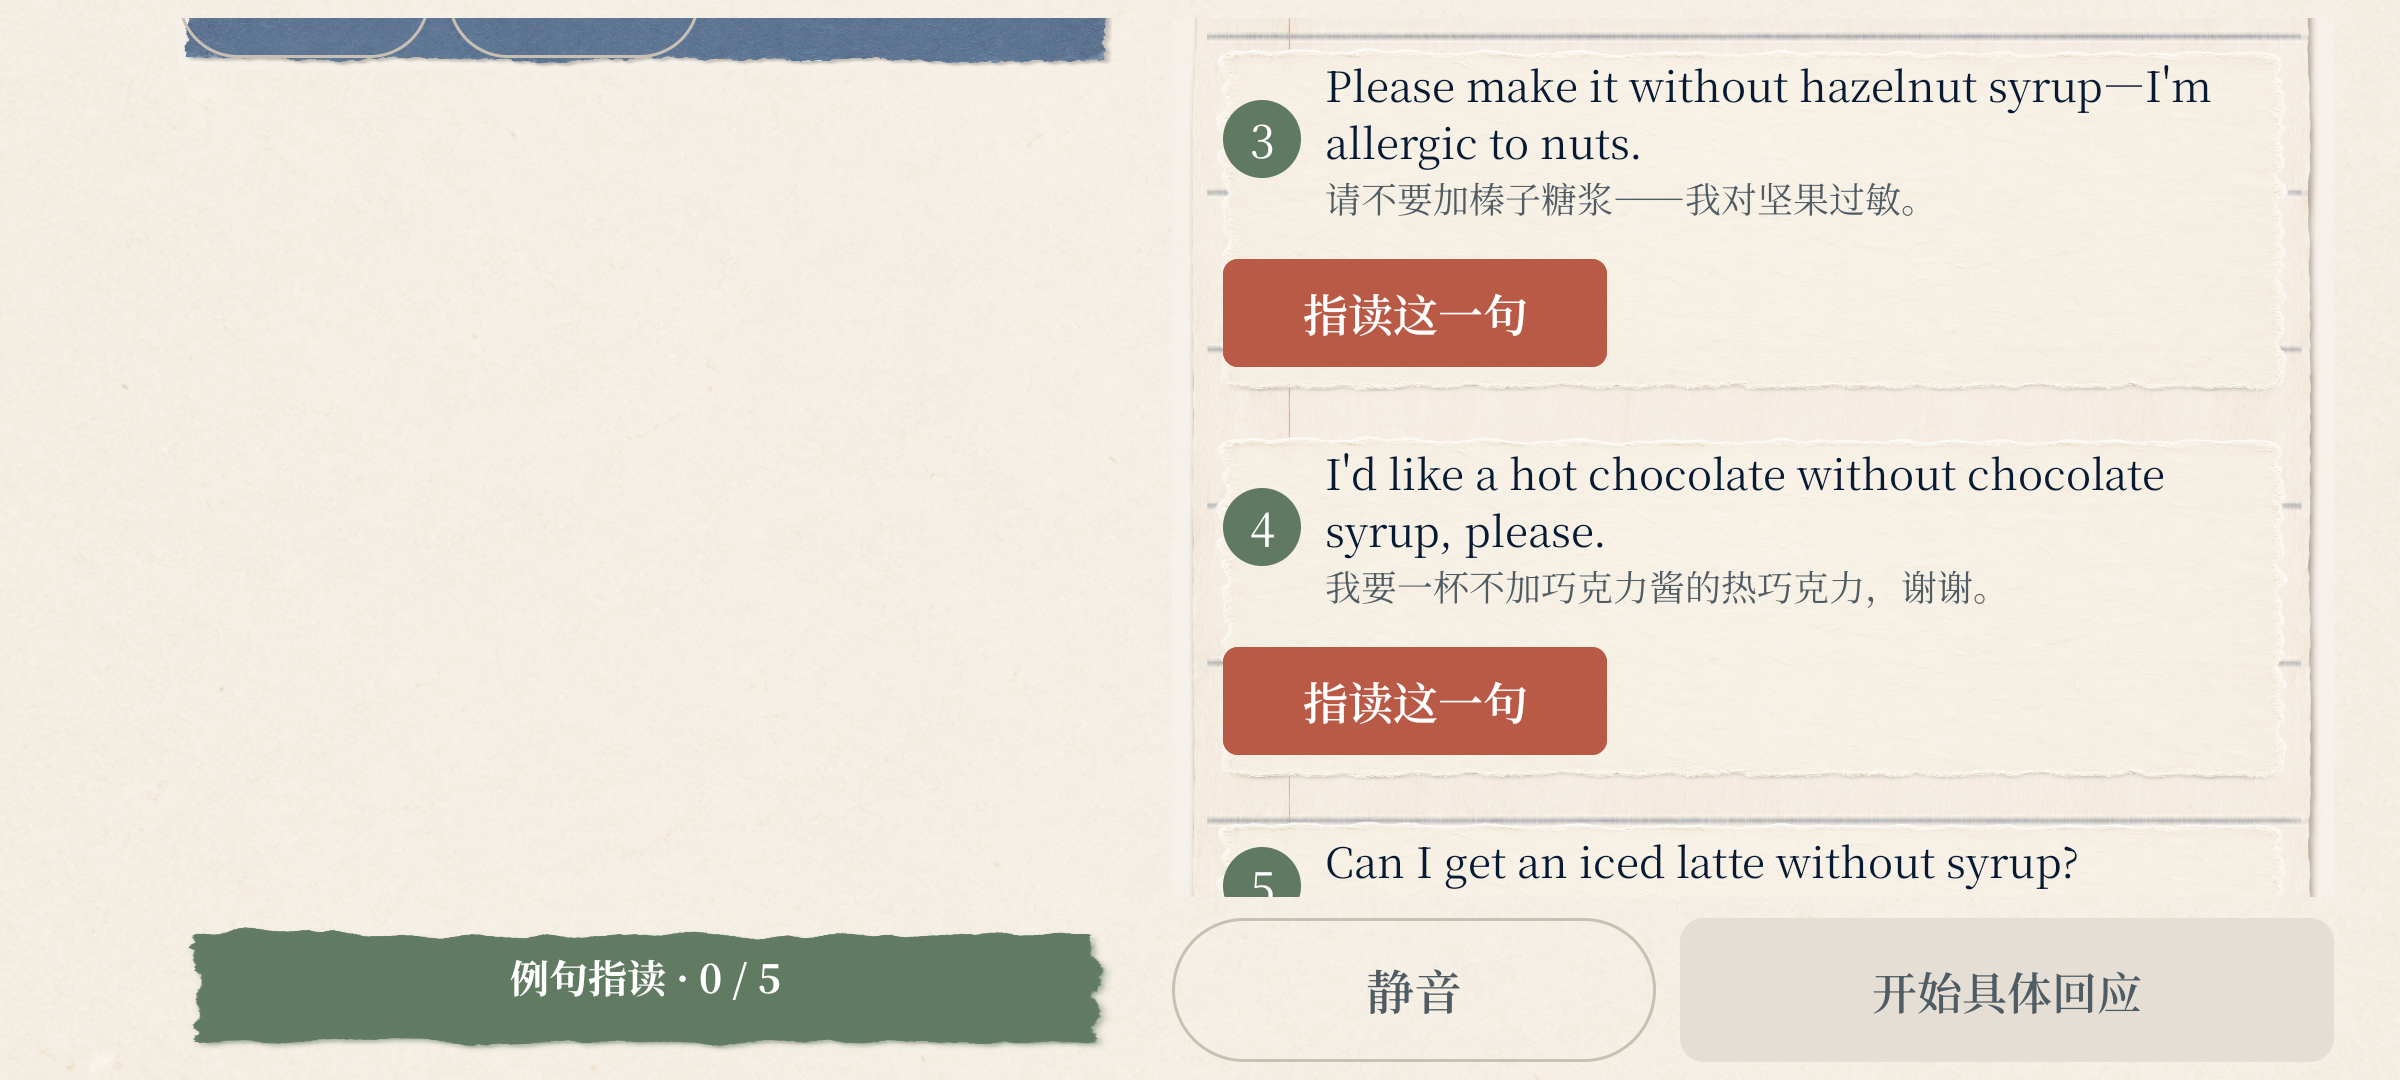 3
Please make it without hazelnut syrup—I'm
allergic to nuts.
请不要加榛子糖浆——我对坚果过敏。
指读这一句
4
I'd like a hot chocolate without chocolate
syrup, please.
我要一杯不加巧克力酱的热巧克力，谢谢。
指读这一句
5
Can I get an iced latte without syrup?
例句指读 · 0 / 5
静音
开始具体回应